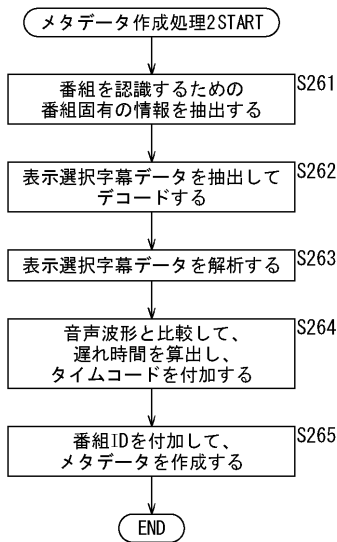 メタデータ作成処理2START
番組を認識するための
番組固有の情報を抽出する
S261
表示選択字幕データを抽出して
デコードする
S262
表示選択字幕データを解析する
S263
音声波形と比較して、
遅れ時間を算出し、
タイムコードを付加する
S264
番組IDを付加して、
メタデータを作成する
S265
END